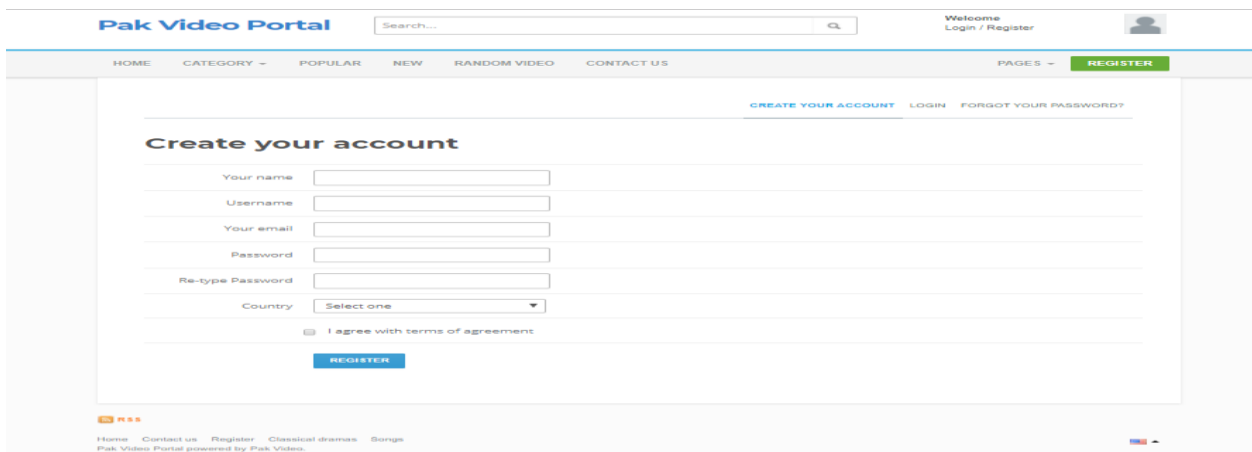 Pak Video Portal
Search...
Welcome
Login / Register
HOME CATEGORY POPULAR NEW RANDOM VIDEO CONTACT US PAGES REGISTER
CREATE YOUR ACCOUNT LOGIN FORGOT YOUR PASSWORD?
Create your account
Your name
Username
Your email
Password
Re-type Password
Country Select one
I agree with terms of agreement
REGISTER
RSS
Home Contact us Register Classical dramas Songs
Pak Video Portal powered by Pak Video.